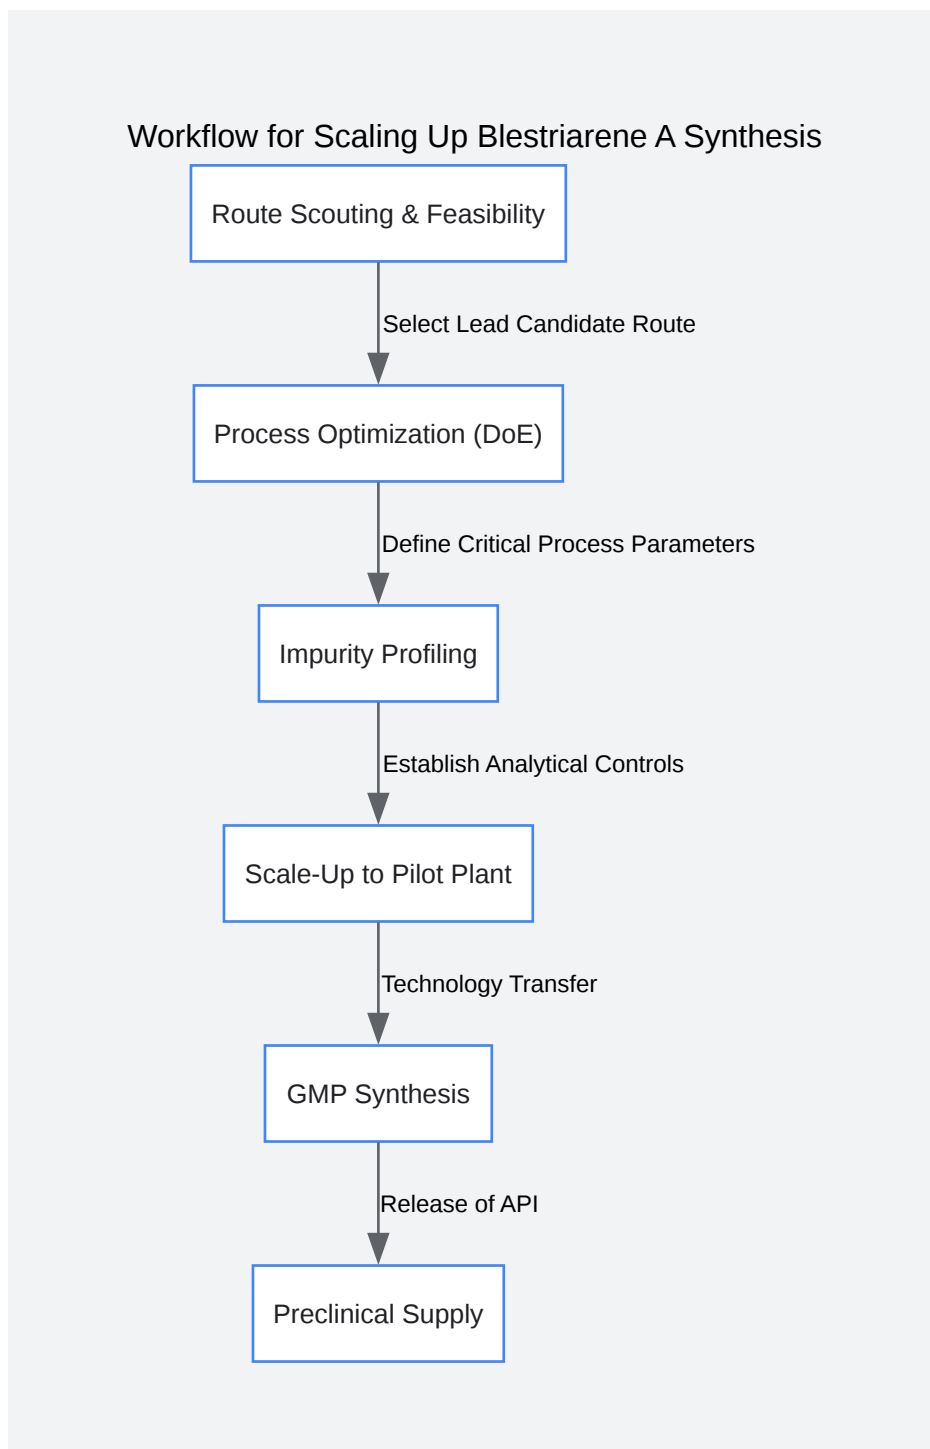 Workflow for Scaling Up Blestriarene A Synthesis
Route Scouting & Feasibility
Select Lead Candidate Route
Process Optimization (DoE)
Define Critical Process Parameters
Impurity Profiling
Establish Analytical Controls
Scale-Up to Pilot Plant
Technology Transfer
GMP Synthesis
Release of API
Preclinical Supply